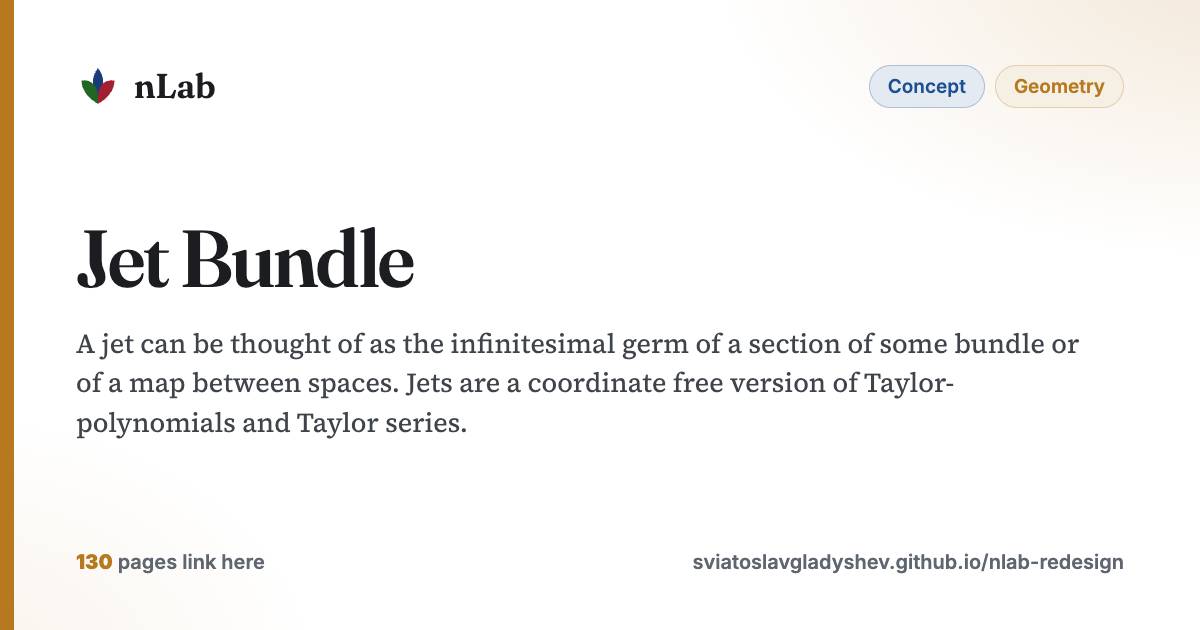 nLab
Concept
Geometry
Jet Bundle
A jet can be thought of as the infinitesimal germ of a section of some bundle or
of a map between spaces. Jets are a coordinate free version of Taylor-
polynomials and Taylor series.
130 pages link here
sviatoslavgladyshev.github.io/nlab-redesign